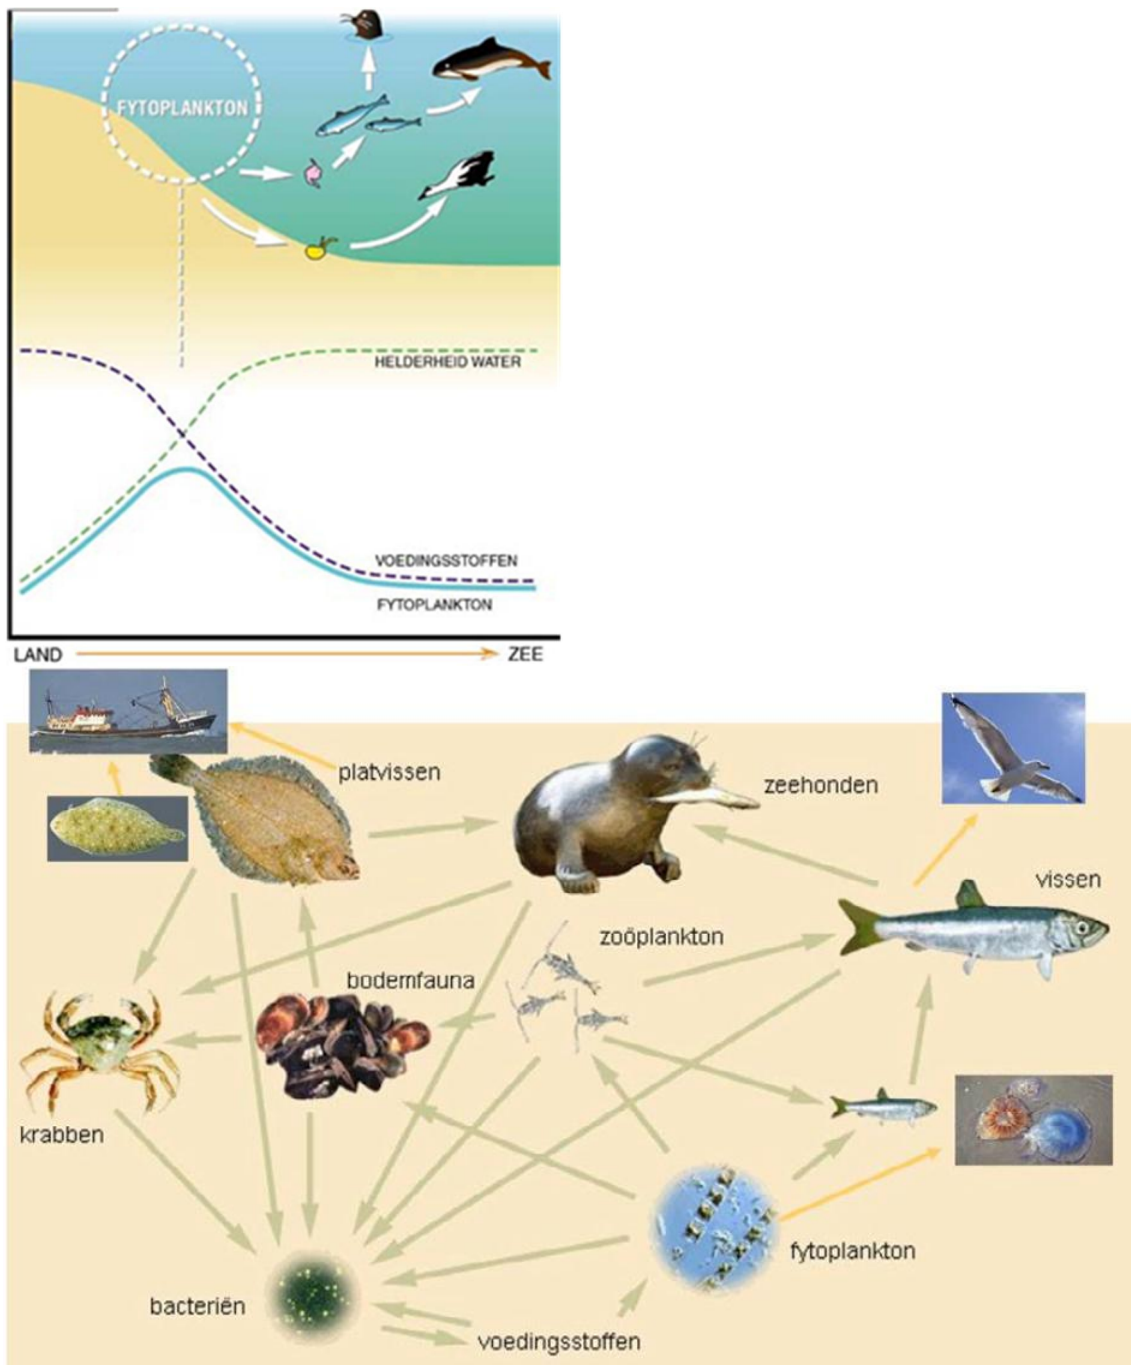 FYTOPLANKTON
HELDERHEID WATER
VOEDINGSSTOFFEN
FYTOPLANKTON
LAND ZEE
platvissen
zeehonden
vissen
zoöplankton
bodemfauna
krabben
fytoplankton
bacteriën
voedingsstoffen